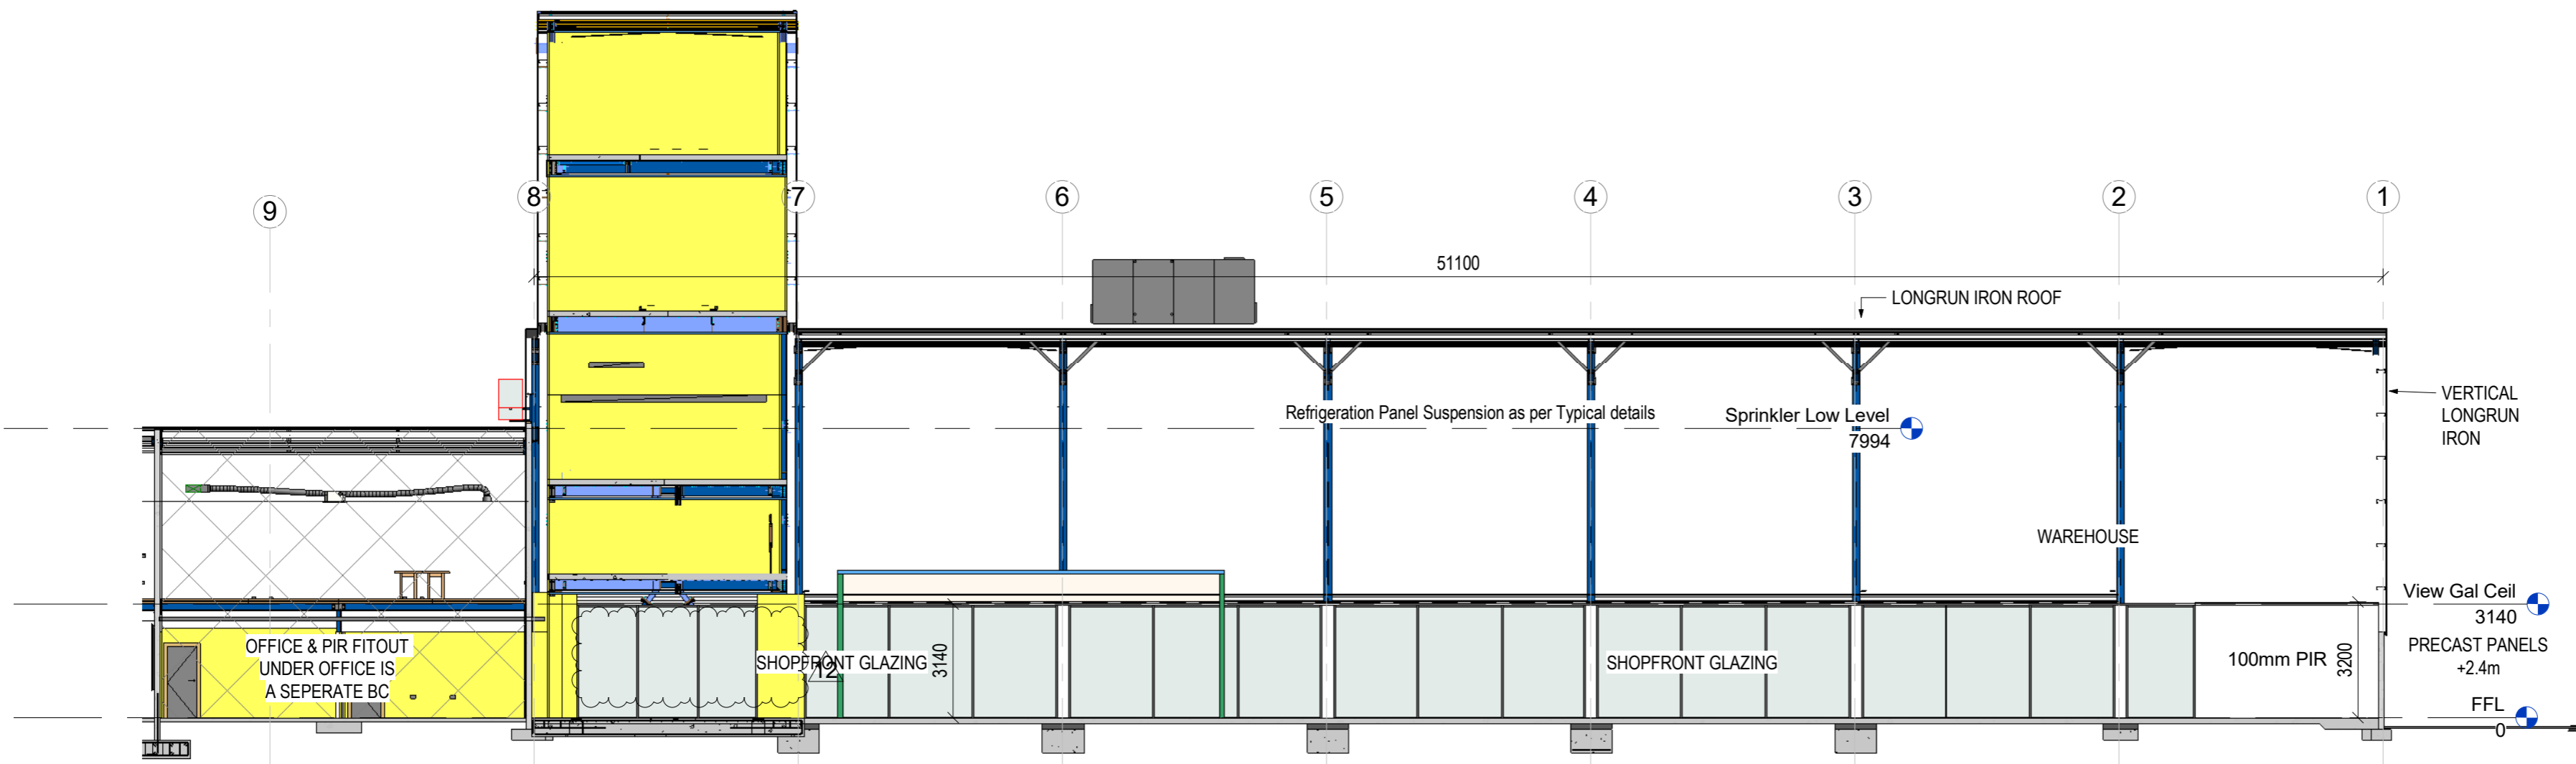 9
8
7
6
5
4
3
2
1
51100
LONGRUN IRON ROOF
VERTICAL
LONGRUN
IRON
Refrigeration Panel Suspension as per Typical details
Sprinkler Low Level
7994
WAREHOUSE
View Gal Ceil
3140
OFFICE & PIR FITOUT
UNDER OFFICE IS
A SEPERATE BC
SHOPFRONT GLAZING
12
3140
SHOPFRONT GLAZING
100mm PIR
3200
PRECAST PANELS
+2.4m
FFL
0